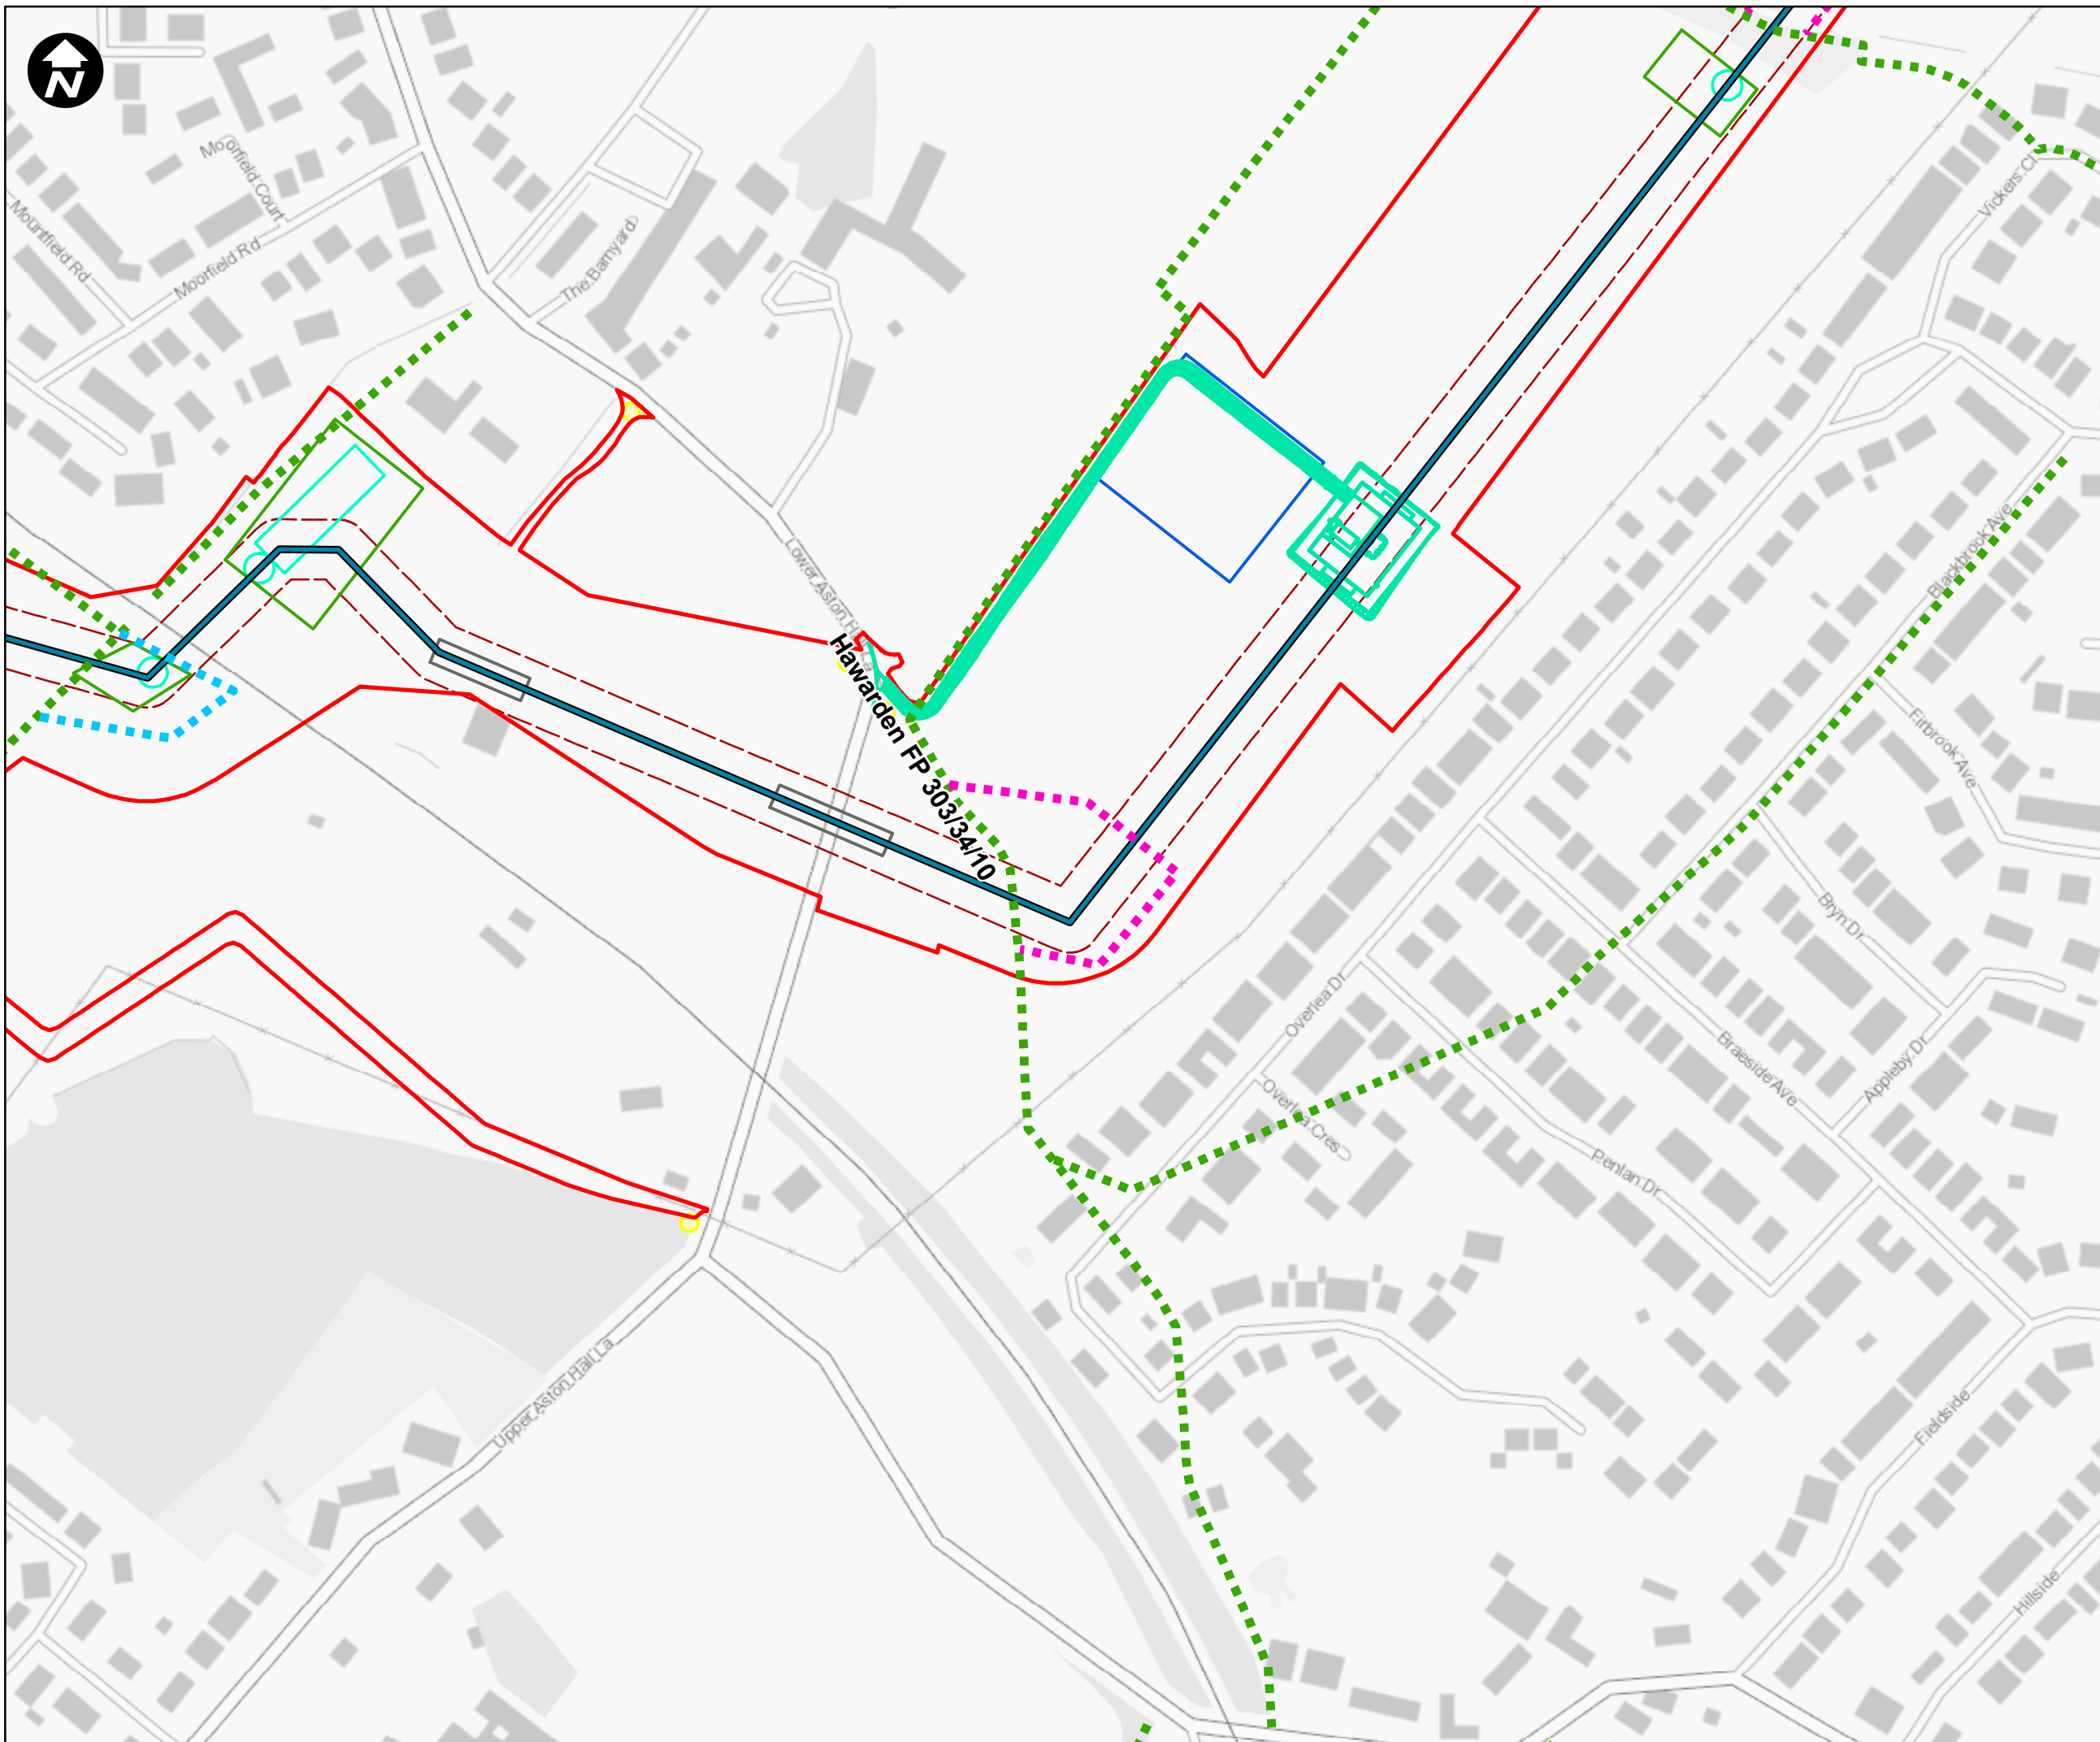 N
Moorfield Court
Mountfield Rd
Moorfield Rd
The Barnyard
Vickers Cl
Lower Aston Hall La
Hawarden FP 303/34/10
Blackbrook Ave
Firbrook Ave
Bryn Dr
Overlea Dr
Braeside Ave
Appleby Dr
Overlea Cres
Penlan Dr
Upper Aston Hall La
Fieldside
Hillside